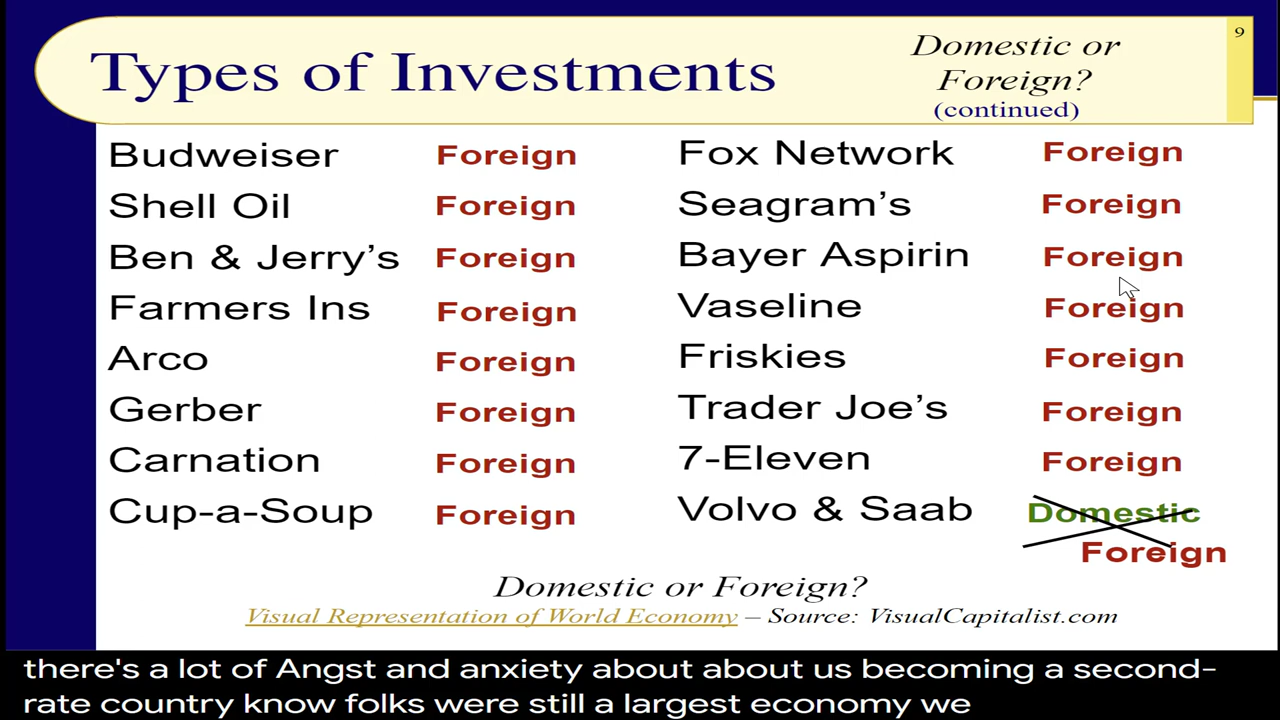 Types of Investments
Domestic or
Foreign?
(continued)
9
Budweiser Foreign
Shell Oil Foreign
Ben & Jerry's Foreign
Farmers Ins Foreign
Arco Foreign
Gerber Foreign
Carnation Foreign
Cup-a-Soup Foreign
Fox Network Foreign
Seagram's Foreign
Bayer Aspirin Foreign
Vaseline Foreign
Friskies Foreign
Trader Joe's Foreign
7-Eleven Foreign
Volvo & Saab Domestic
Foreign
Domestic or Foreign?
Visual Representation of World Economy – Source: VisualCapitalist.com
there's a lot of Angst and anxiety about about us becoming a second-
rate country know folks were still a largest economy we